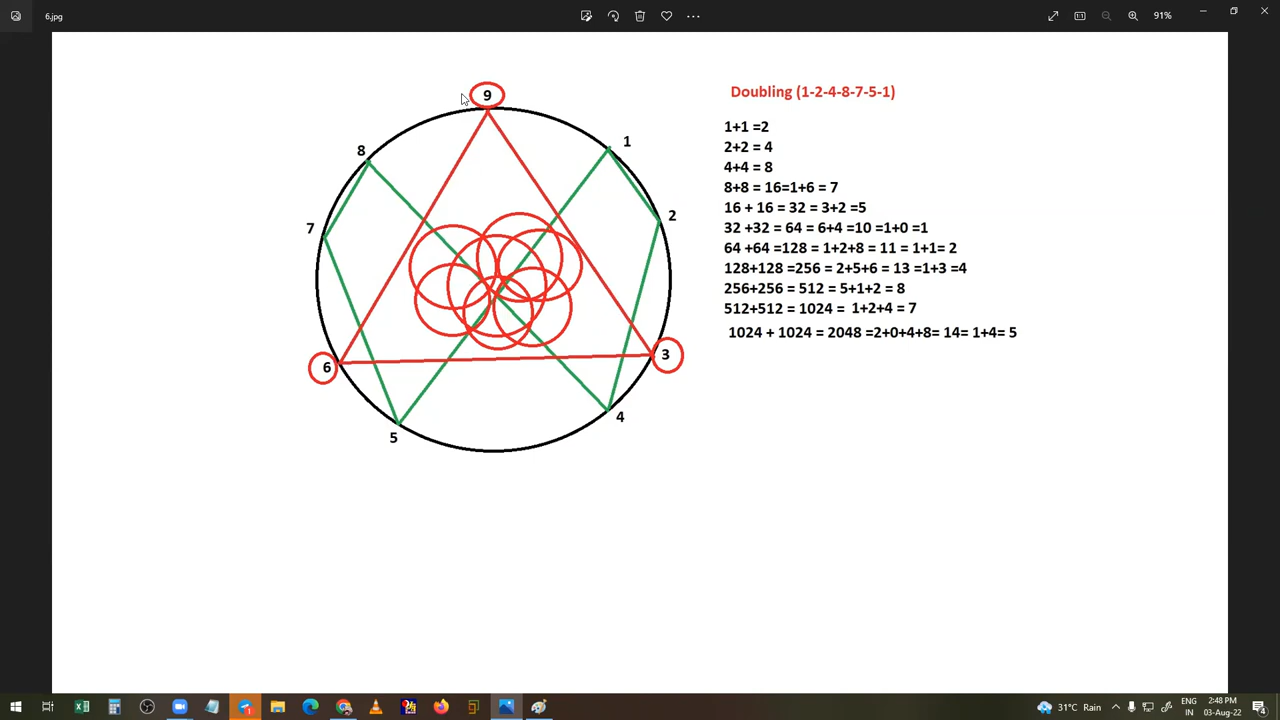 6.jpg
91%
9
8
1
7
2
6
3
5
4
Doubling (1-2-4-8-7-5-1)
1+1 =2
2+2 = 4
4+4 = 8
8+8 = 16=1+6 = 7
16 + 16 = 32 = 3+2 =5
32 +32 = 64 = 6+4 =10 =1+0 =1
64 +64 =128 = 1+2+8 = 11 = 1+1= 2
128+128 =256 = 2+5+6 = 13 =1+3 =4
256+256 = 512 = 5+1+2 = 8
512+512 = 1024 = 1+2+4 = 7
1024 + 1024 = 2048 =2+0+4+8= 14= 1+4= 5
31°C Rain
ENG
IN
2:48 PM
03-Aug-22
4